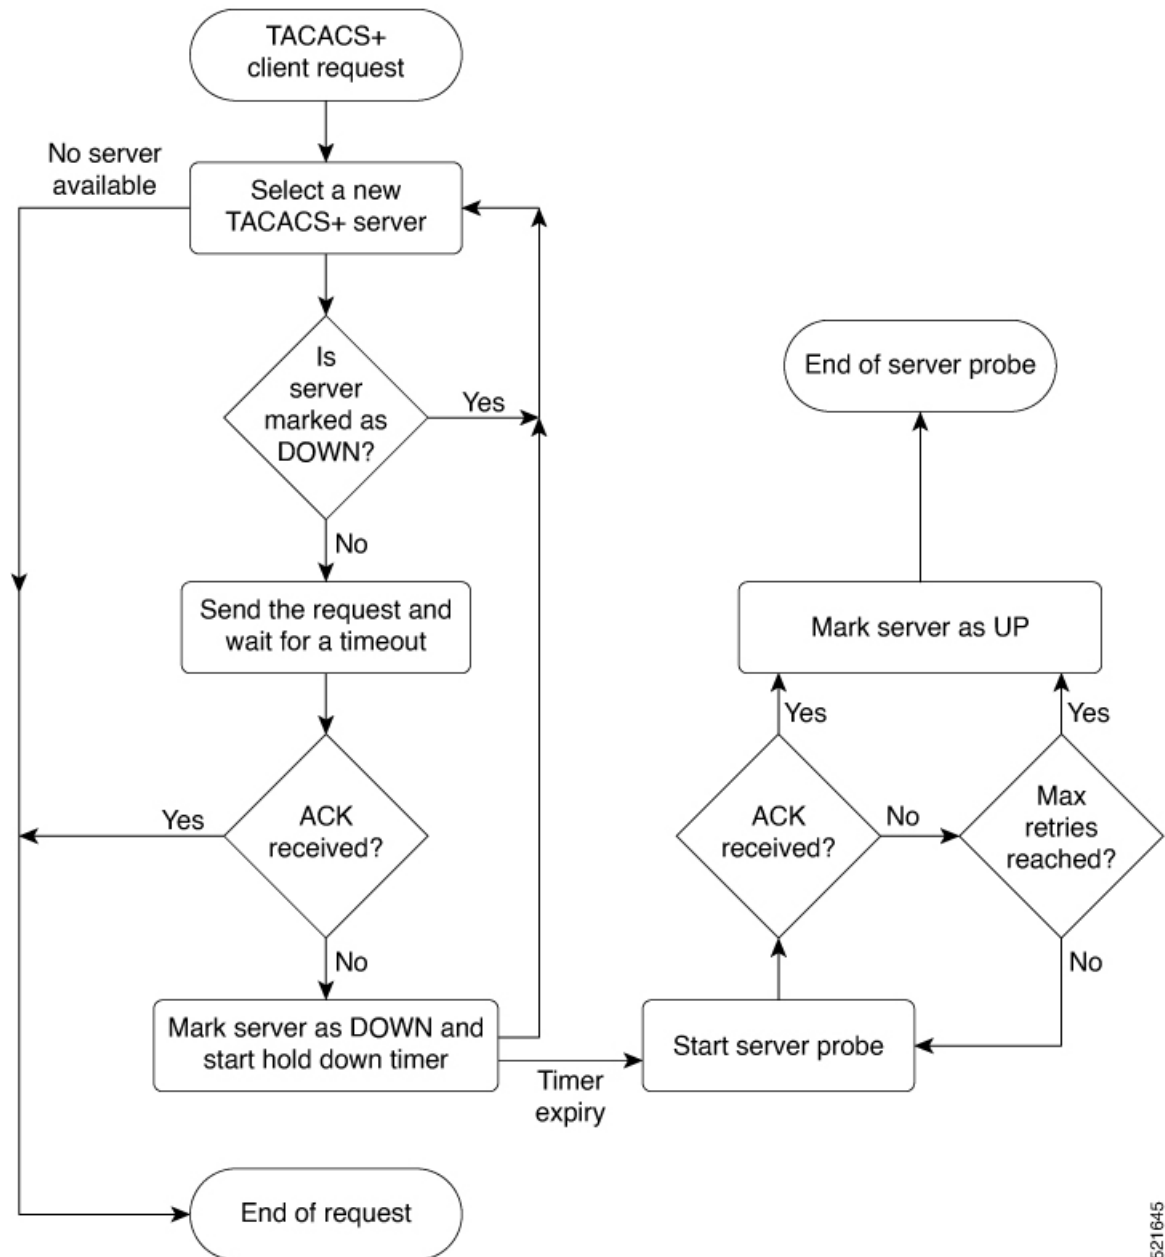 TACACS+
client request
No server
available
Select a new
TACACS+ server
Is
server
marked as
DOWN?
Yes
No
Send the request and
wait for a timeout
ACK
received?
Yes
No
Mark server as DOWN and
start hold down timer
Timer
expiry
End of request
End of server probe
Mark server as UP
Yes
Yes
ACK
received?
No
Max
retries
reached?
No
Start server probe
521645